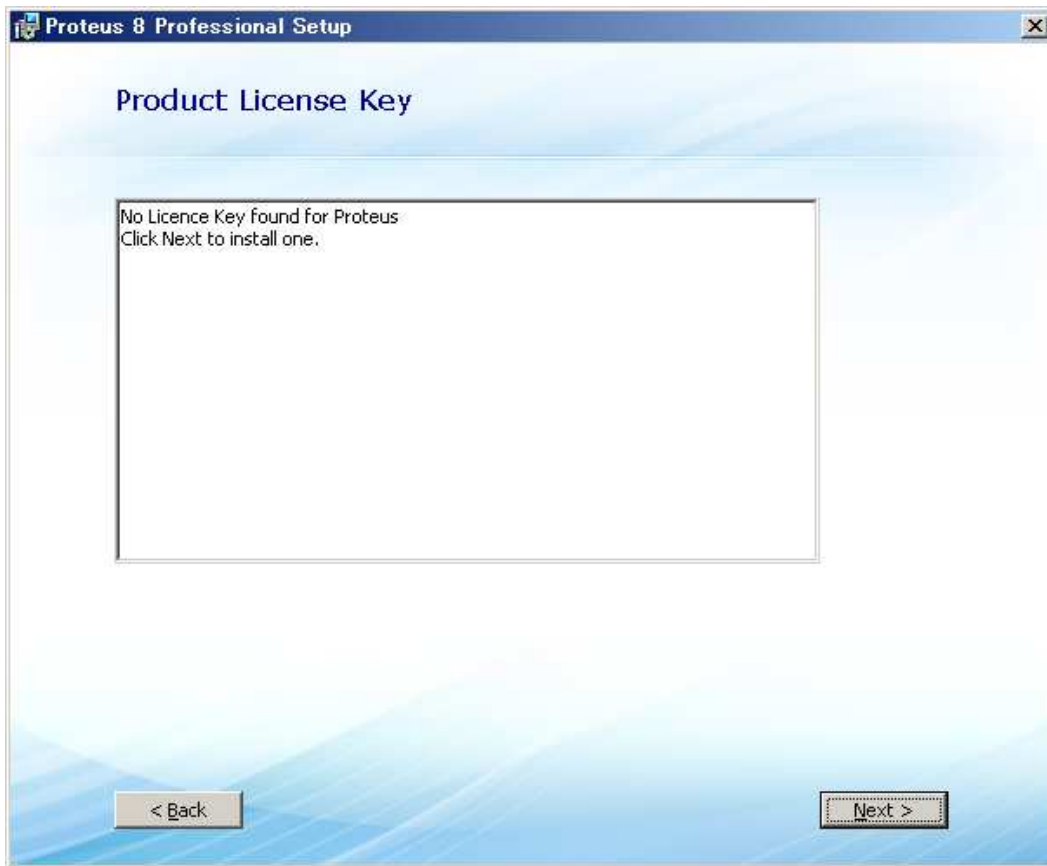 Proteus 8 Professional Setup
Product License Key
No Licence Key found for Proteus
Click Next to install one.
< Back
Next >